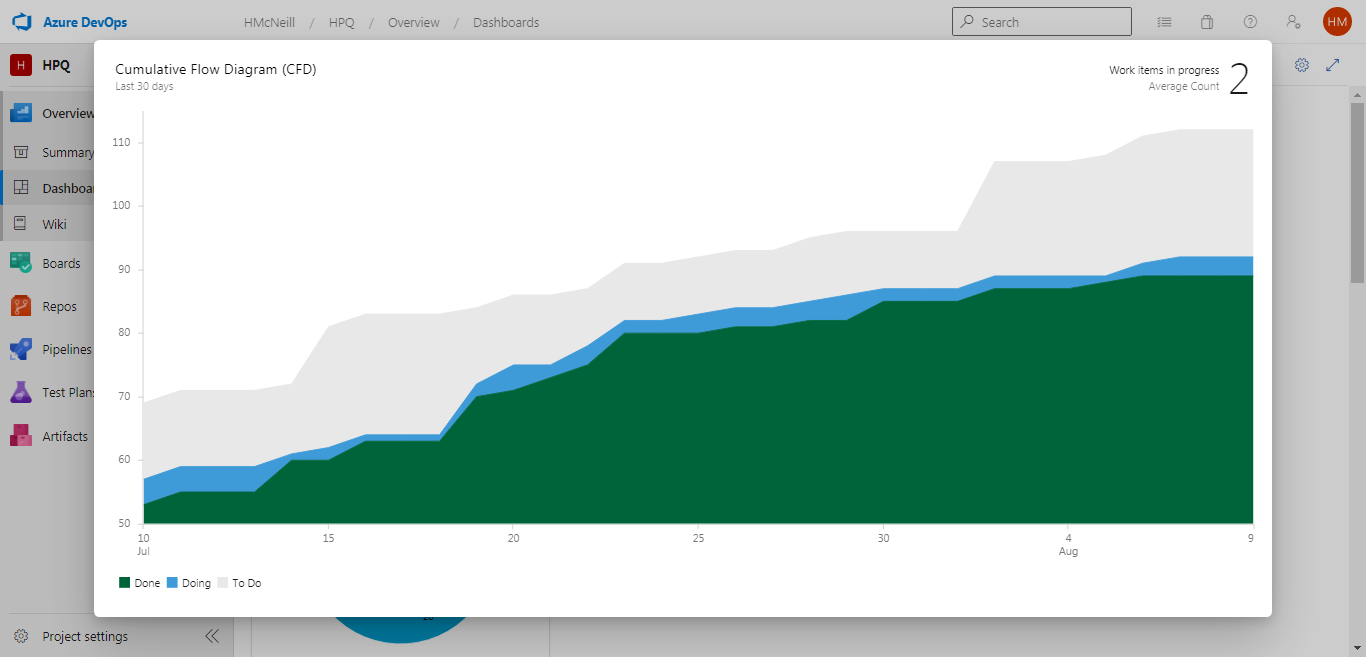 Azure DevOps
HMcNeill / HPQ / Overview / Dashboards
Search
HM
H HPQ
Cumulative Flow Diagram (CFD)
Last 30 days
Work items in progress
Average Count
2
Overview
Summary
Dashboa
Wiki
Boards
Repos
Pipelines
Test Plans
Artifacts
110
100
90
80
70
60
50
10 15 20 25 30 4 9
Jul Aug
Done Doing To Do
Project settings